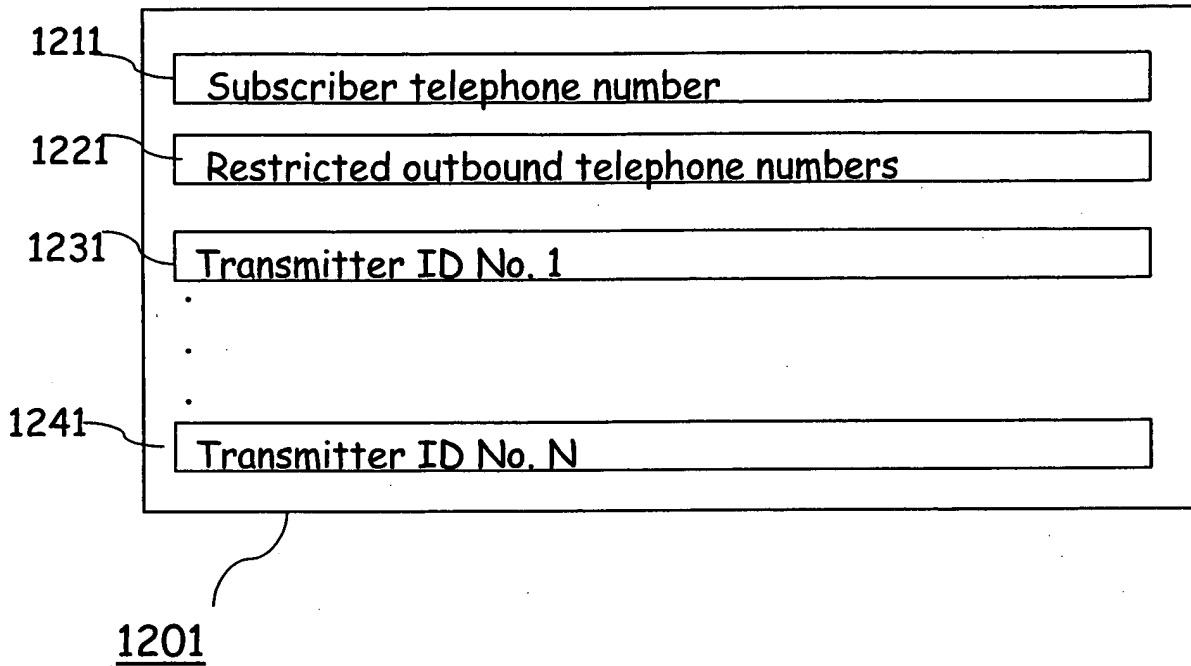 1211
Subscriber telephone number
1221
Restricted outbound telephone numbers
1231
Transmitter ID No. 1
.
.
.
1241
Transmitter ID No. N
1201